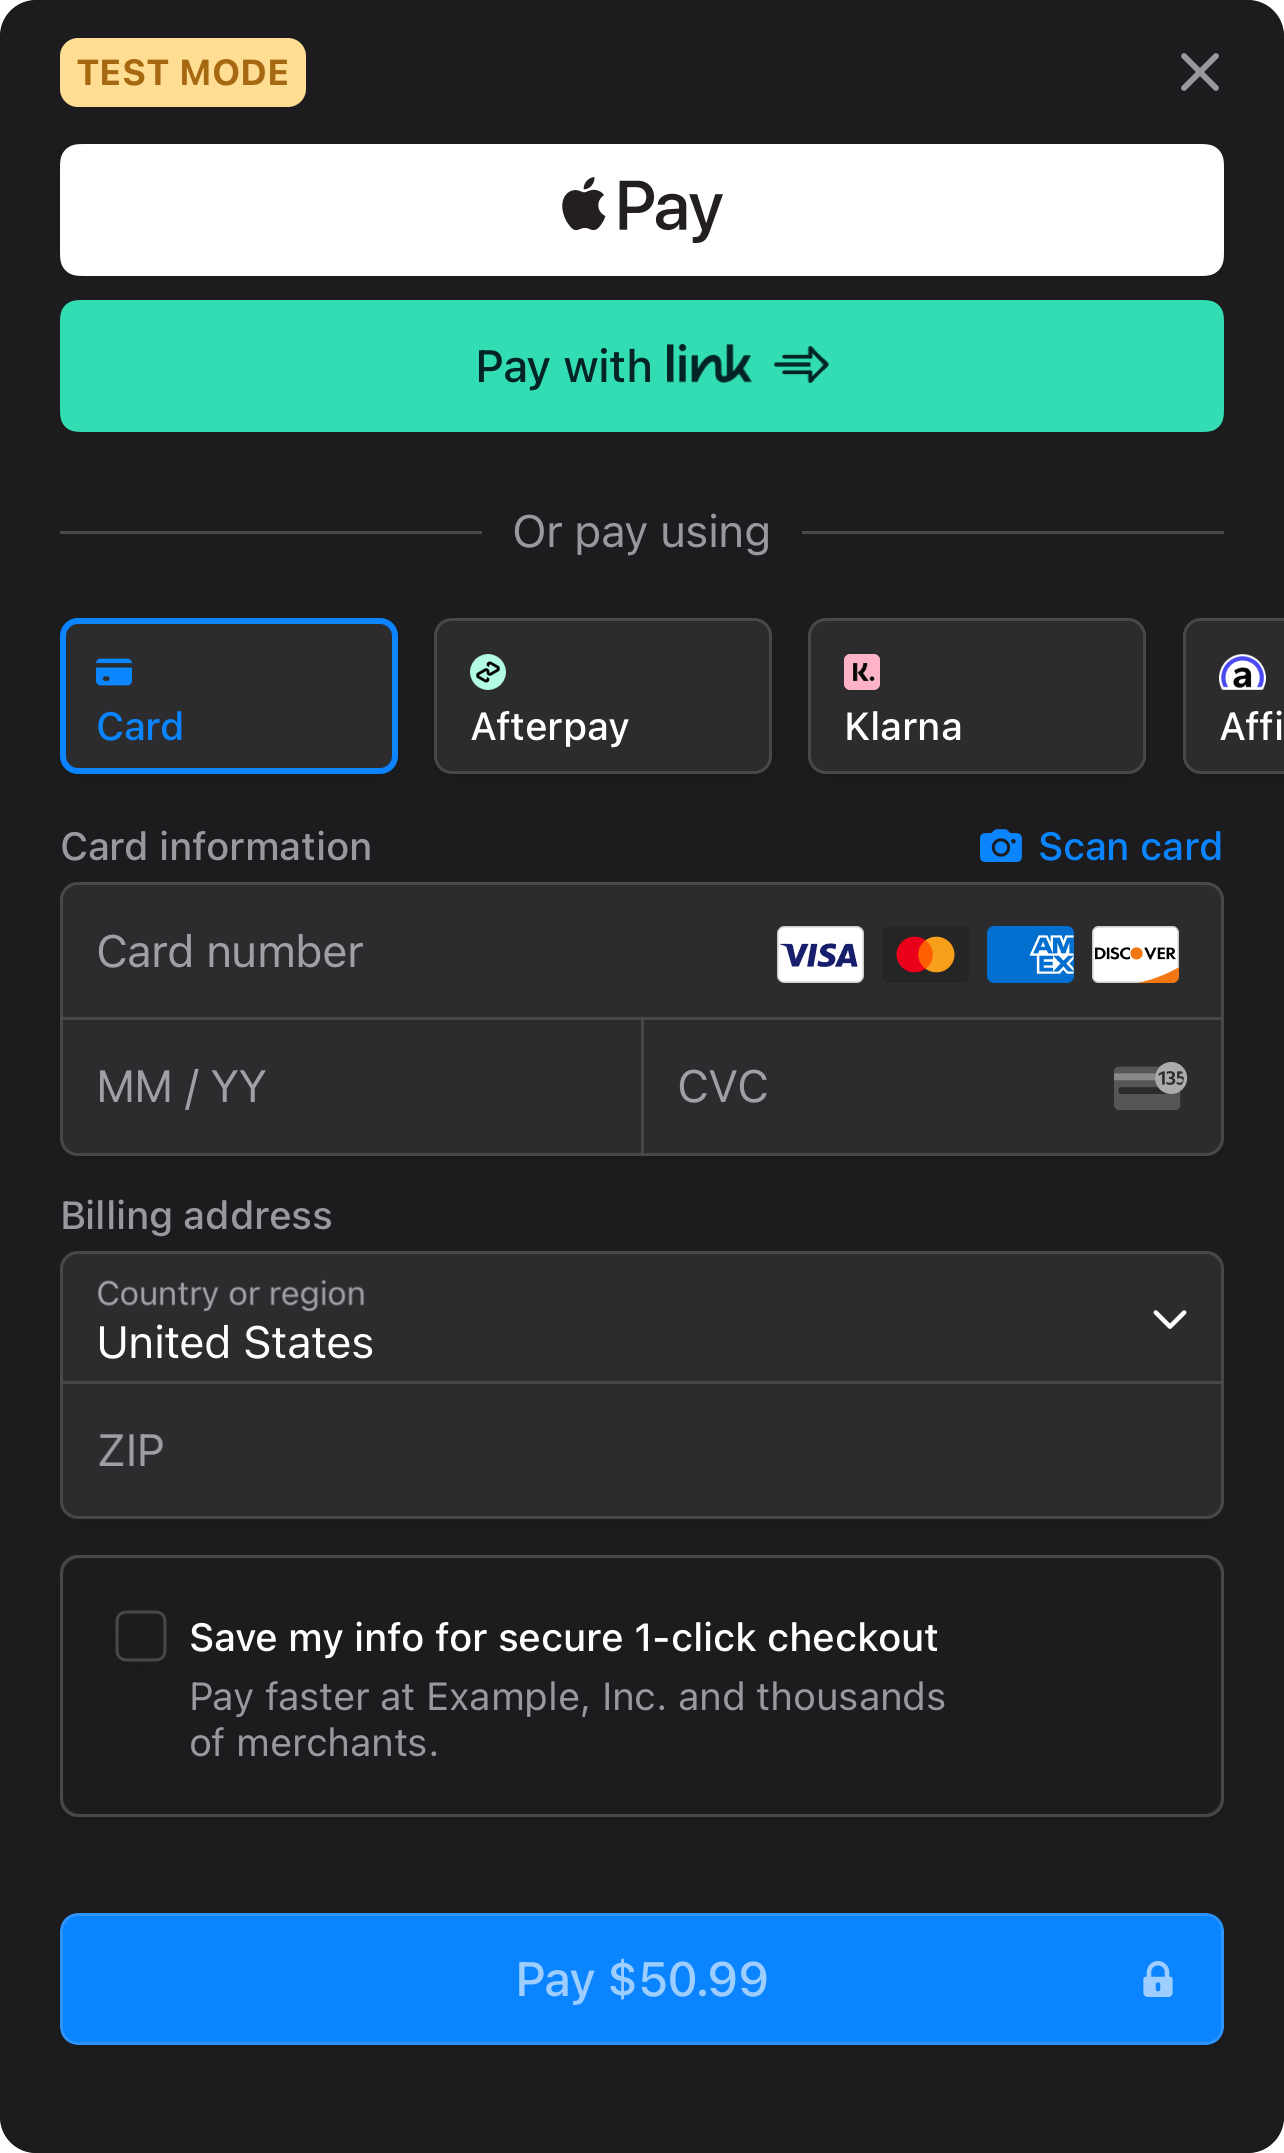 TEST MODE
Pay
Pay with link
Or pay using
Card
Afterpay
K.
Klarna
a
Affi
Card information
Scan card
Card number
VISA
AM
EX
DISCOVER
MM / YY
CVC
135
Billing address
Country or region
United States
ZIP
Save my info for secure 1-click checkout
Pay faster at Example, Inc. and thousands
of merchants.
Pay $50.99